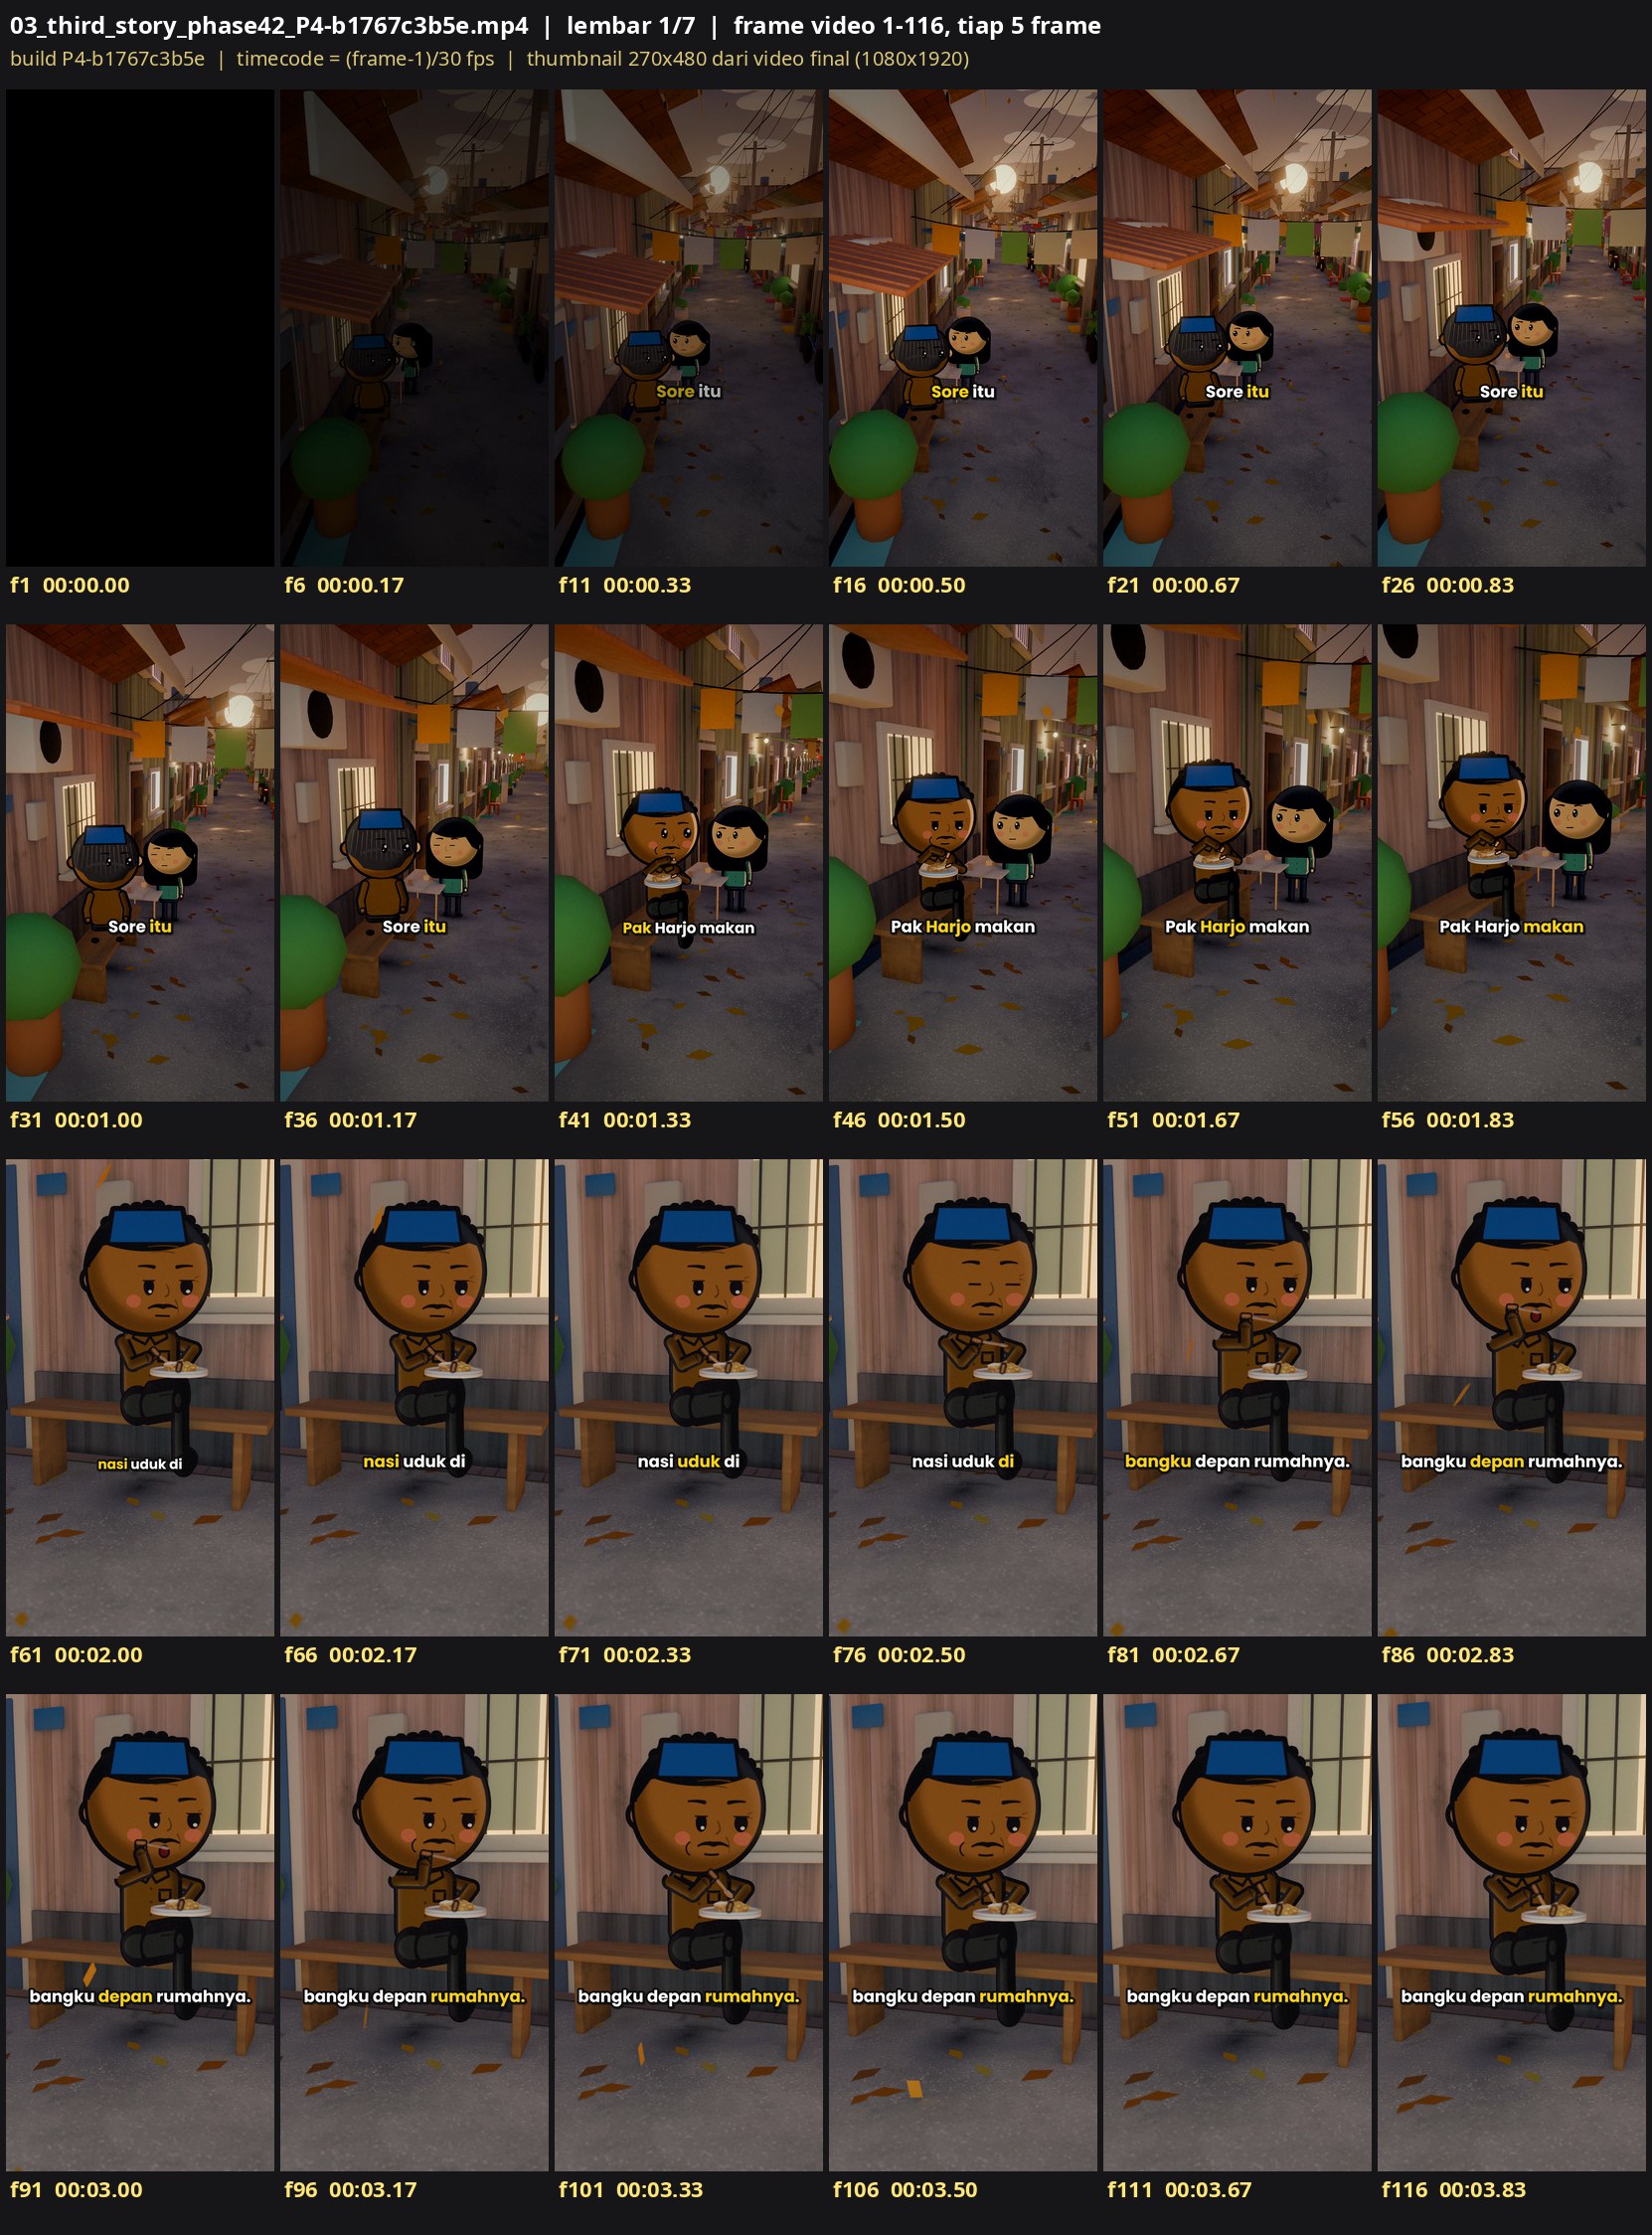 03_third_story_phase42_P4-b1767c3b5e.mp4 | lembar 1/7 | frame video 1-116, tiap 5 frame
build P4-b1767c3b5e | timecode = (frame-1)/30 fps | thumbnail 270x480 dari video final (1080x1920)
Sore itu
Sore itu
Sore itu
Sore itu
f1 00:00.00
f6 00:00.17
f11 00:00.33
f16 00:00.50
f21 00:00.67
f26 00:00.83
Sore itu
Sore itu
Pak Harjo makan
Pak Harjo makan
Pak Harjo makan
Pak Harjo makan
f31 00:01.00
f36 00:01.17
f41 00:01.33
f46 00:01.50
f51 00:01.67
f56 00:01.83
nasi uduk di
nasi uduk di
nasi uduk di
nasi uduk di
bangku depan rumahnya.
bangku depan rumahnya.
f61 00:02.00
f66 00:02.17
f71 00:02.33
f76 00:02.50
f81 00:02.67
f86 00:02.83
bangku depan rumahnya.
bangku depan rumahnya.
bangku depan rumahnya.
bangku depan rumahnya.
bangku depan rumahnya.
bangku depan rumahnya.
f91 00:03.00
f96 00:03.17
f101 00:03.33
f106 00:03.50
f111 00:03.67
f116 00:03.83